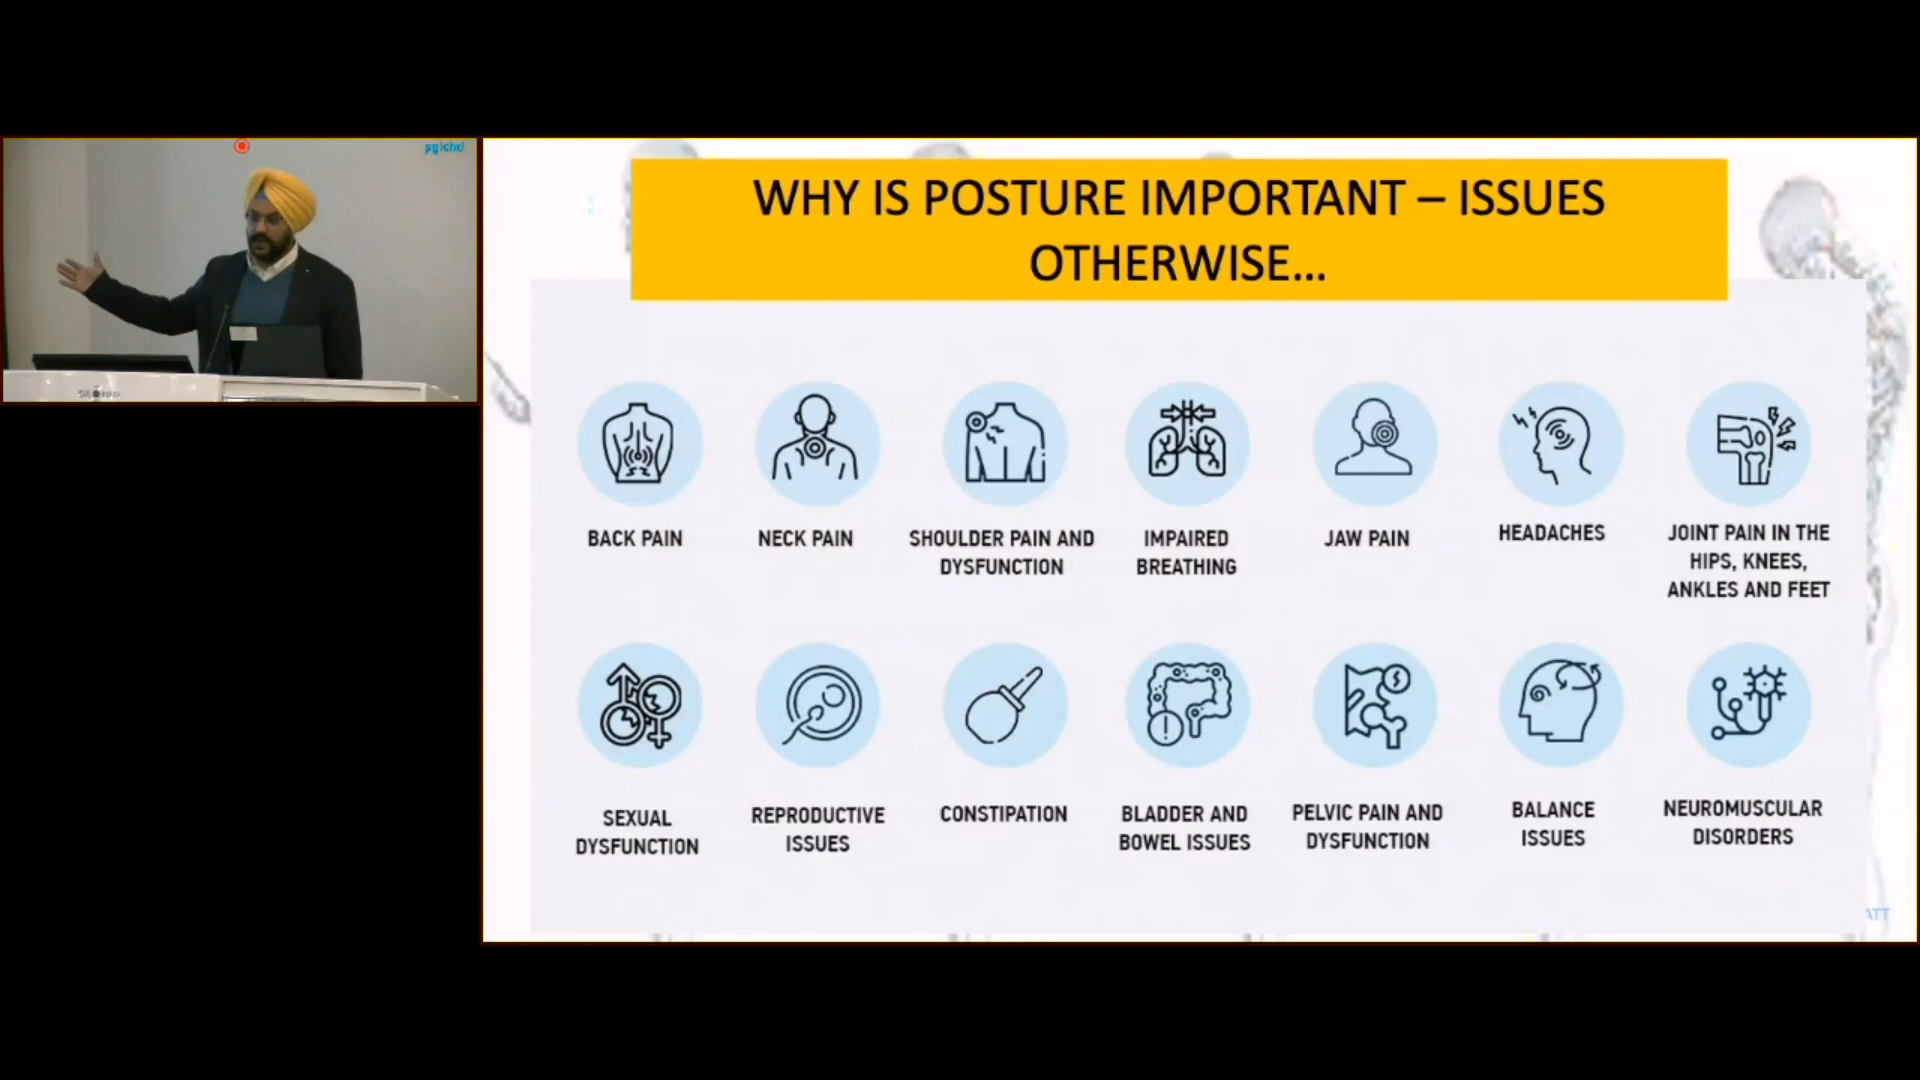 pgichd
WHY IS POSTURE IMPORTANT – ISSUES
OTHERWISE...
BACK PAIN
NECK PAIN
SHOULDER PAIN AND
DYSFUNCTION
IMPAIRED
BREATHING
JAW PAIN
HEADACHES
JOINT PAIN IN THE
HIPS, KNEES,
ANKLES AND FEET
SEXUAL
DYSFUNCTION
REPRODUCTIVE
ISSUES
CONSTIPATION
BLADDER AND
BOWEL ISSUES
PELVIC PAIN AND
DYSFUNCTION
BALANCE
ISSUES
NEUROMUSCULAR
DISORDERS
ATT